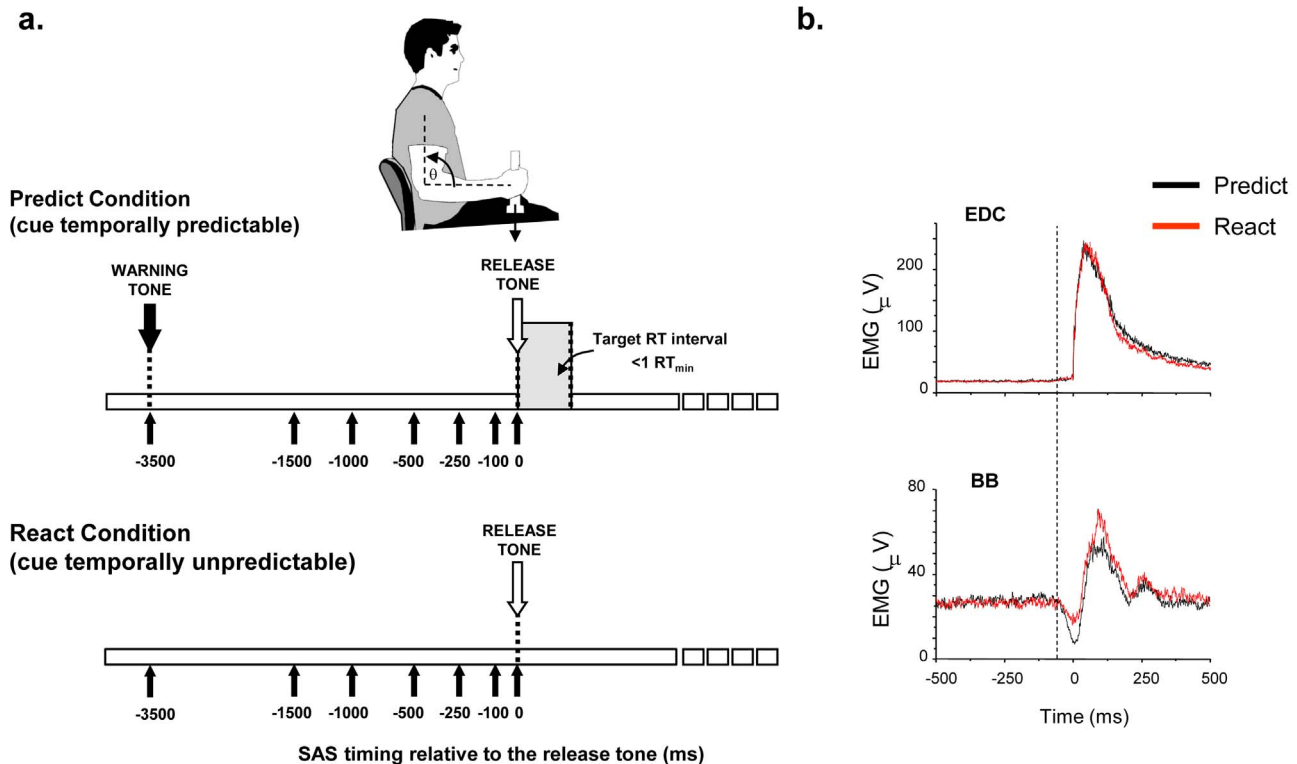 a.
θ
Predict Condition
(cue temporally predictable)
WARNING
TONE
RELEASE
TONE
Target RT interval
<1 RTmin
-3500
-1500
-1000
-500
-250
-100
0
React Condition
(cue temporally unpredictable)
RELEASE
TONE
-3500
-1500
-1000
-500
-250
-100
0
SAS timing relative to the release tone (ms)
b.
Predict
React
EDC
EMG (_μV)
200
100
0
BB
EMG (_μV)
80
40
0
-500
-250
0
250
500
Time (ms)